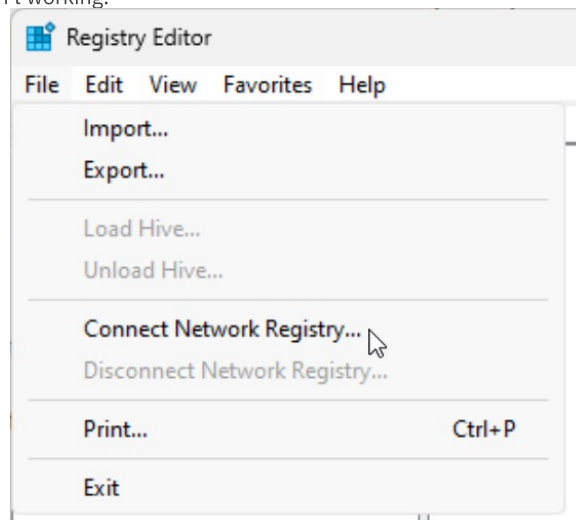 working.
Registry Editor
File Edit View Favorites Help
Import...
Export...
Load Hive...
Unload Hive...
Connect Network Registry...
Disconnect Network Registry...
Print... Ctrl+P
Exit